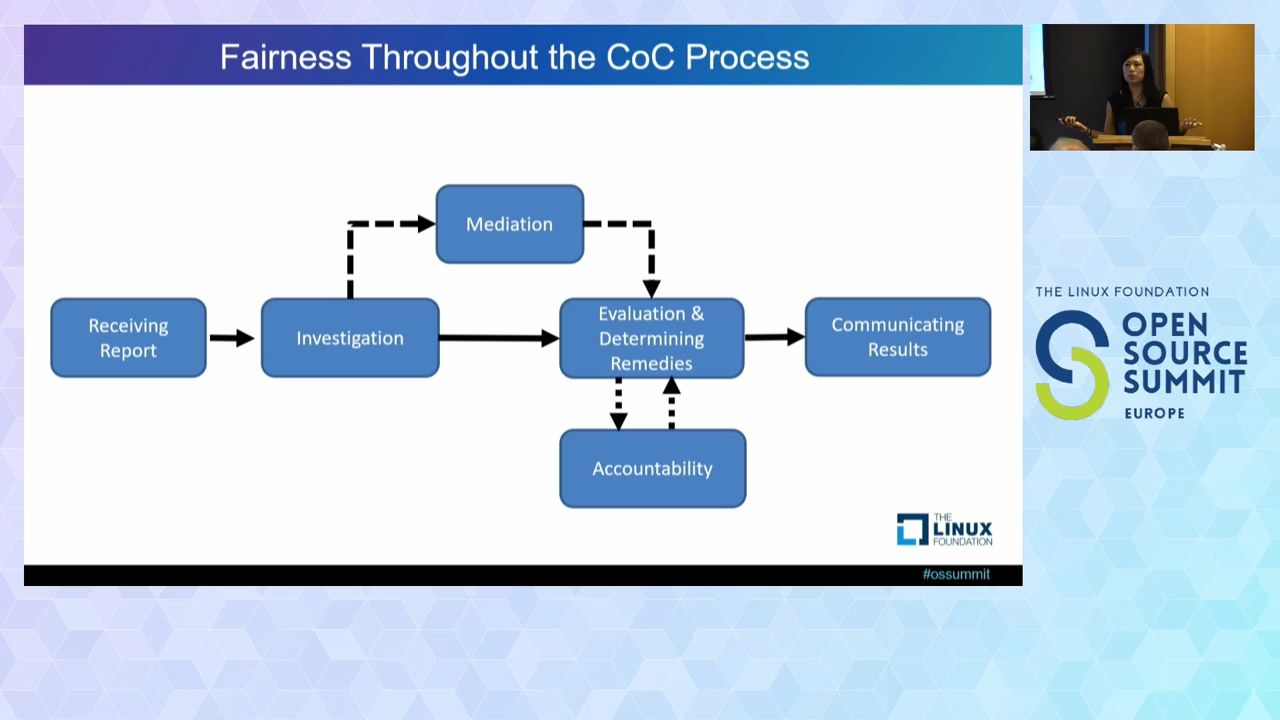 Fairness Throughout the CoC Process
Mediation
Receiving
Report
Investigation
Evaluation &
Determining
Remedies
Communicating
Results
Accountability
THE
LINUX
FOUNDATION
#ossummit
THE LINUX FOUNDATION
OPEN
SOURCE
SUMMIT
EUROPE